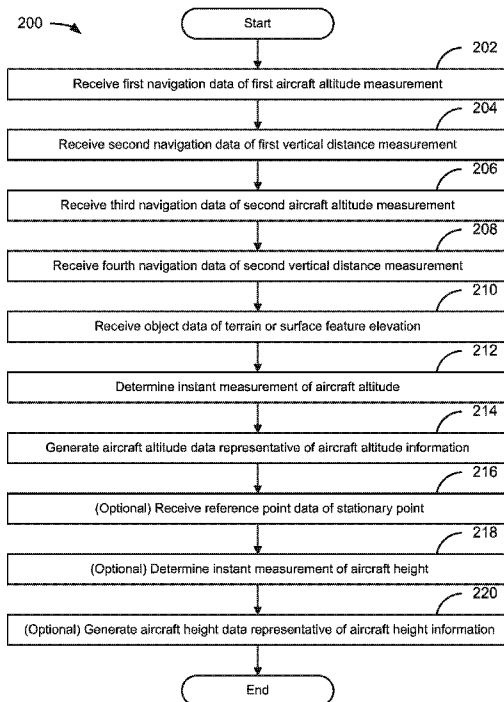 200
Start
202
Receive first navigation data of first aircraft altitude measurement
204
Receive second navigation data of first vertical distance measurement
206
Receive third navigation data of second aircraft altitude measurement
208
Receive fourth navigation data of second vertical distance measurement
210
Receive object data of terrain or surface feature elevation
212
Determine instant measurement of aircraft altitude
214
Generate aircraft altitude data representative of aircraft altitude information
216
(Optional) Receive reference point data of stationary point
218
(Optional) Determine instant measurement of aircraft height
220
(Optional) Generate aircraft height data representative of aircraft height information
End